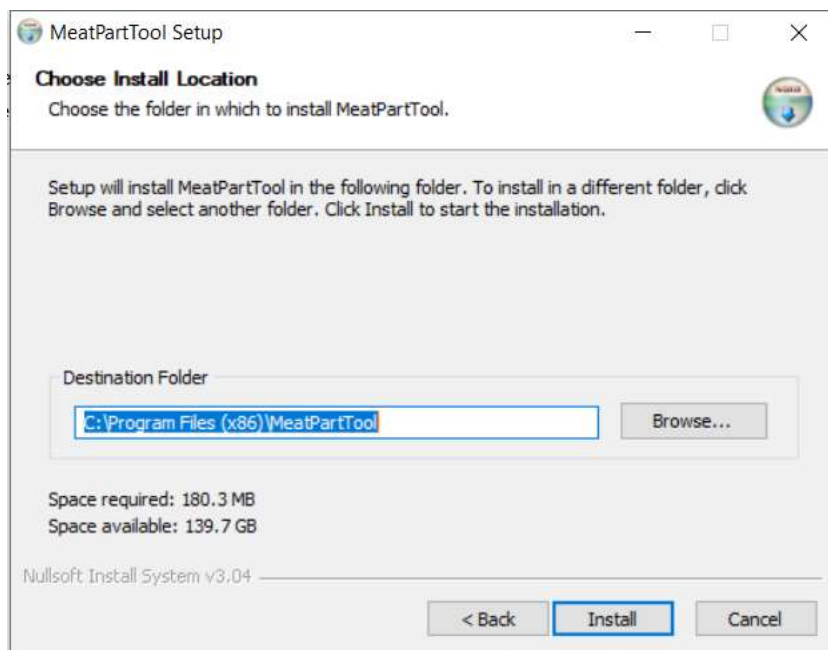 MeatPartTool Setup
Choose Install Location
Choose the folder in which to install MeatPartTool.
Setup will install MeatPartTool in the following folder. To install in a different folder, click
Browse and select another folder. Click Install to start the installation.
Destination Folder
C:\Program Files (x86)\MeatPartTool
Browse...
Space required: 180.3 MB
Space available: 139.7 GB
Nullsoft Install System v3.04
< Back
Install
Cancel